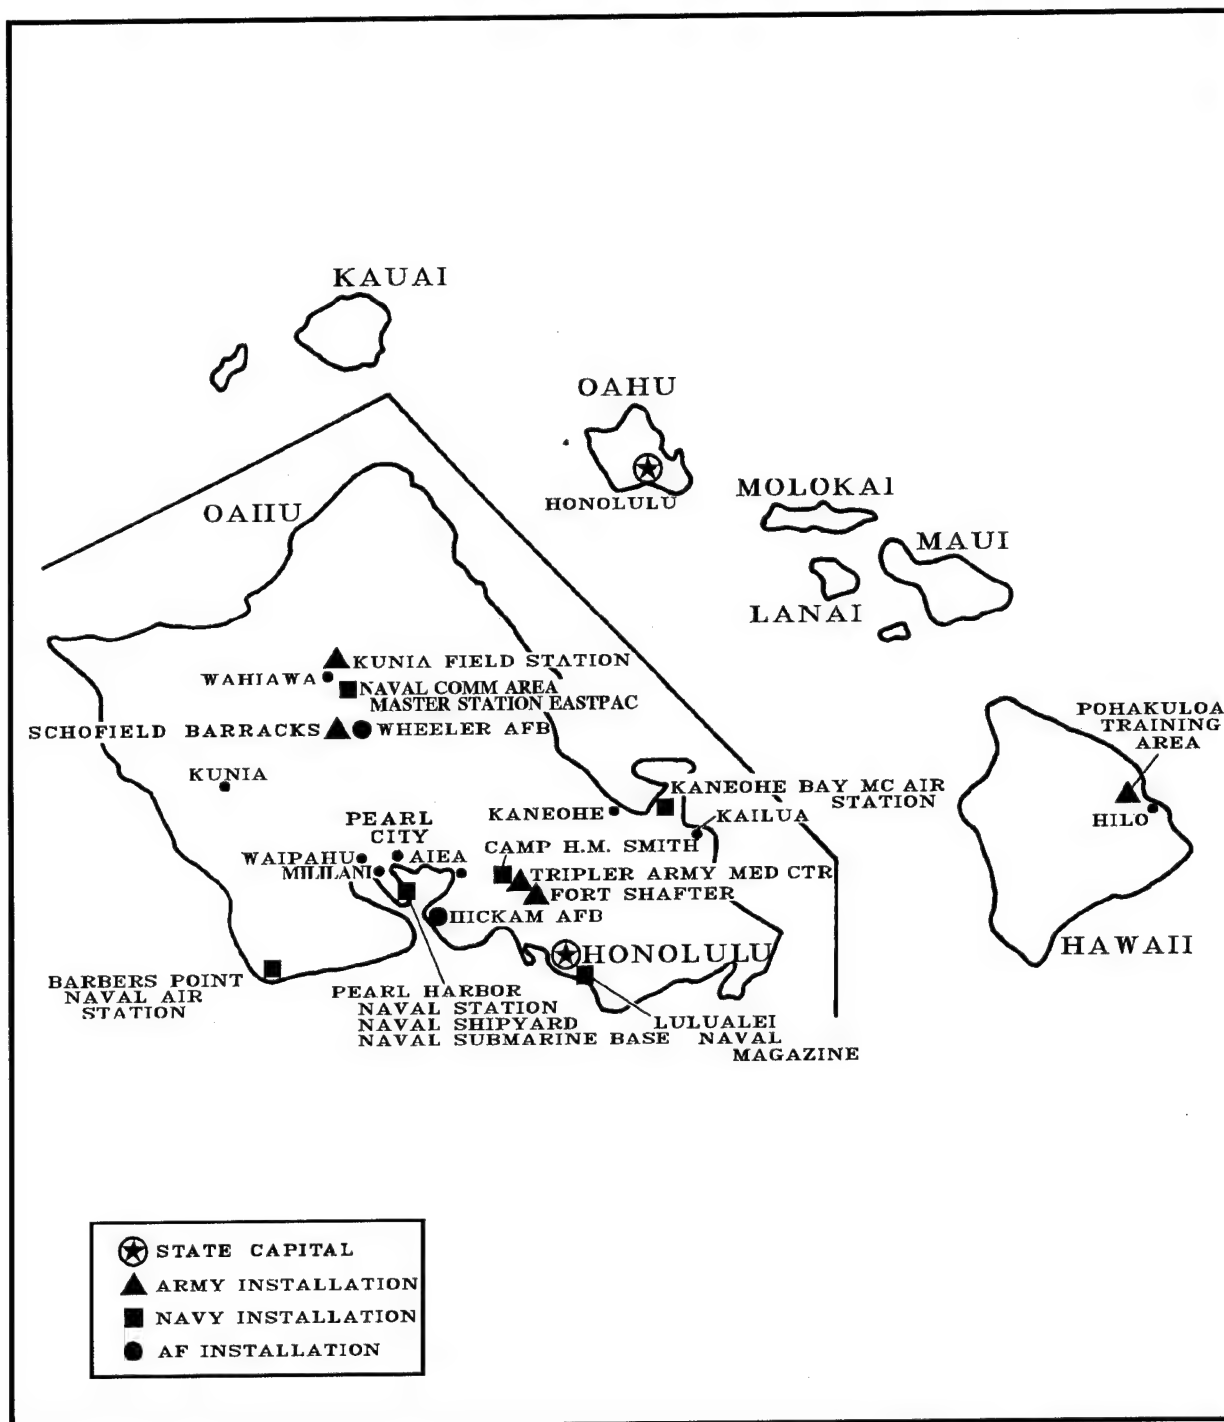 KAUAI
OAHU
HONOLULU
MOLOKAI
MAUI
LANAI
OAHU
KUNIA FIELD STATION
WAHIAWA
NAVAL COMM AREA
MASTER STATION EASTPAC
SCHOFIELD BARRACKS
WHEELER AFB
KUNIA
POHAKULOA
TRAINING
AREA
HILO
HAWAII
KANEOHE BAY MC AIR
STATION
KANEOHE
KAILUA
PEARL
CITY
CAMP H.M. SMITH
WAIPAHU
AIEA
MILILANI
TRIPLER ARMY MED CTR
FORT SHAFTER
HICKAM AFB
HONOLULU
BARBERS POINT
NAVAL AIR
STATION
PEARL HARBOR
NAVAL STATION
NAVAL SHIPYARD
NAVAL SUBMARINE BASE
LULUALEI
NAVAL
MAGAZINE
STATE CAPITAL
ARMY INSTALLATION
NAVY INSTALLATION
AF INSTALLATION